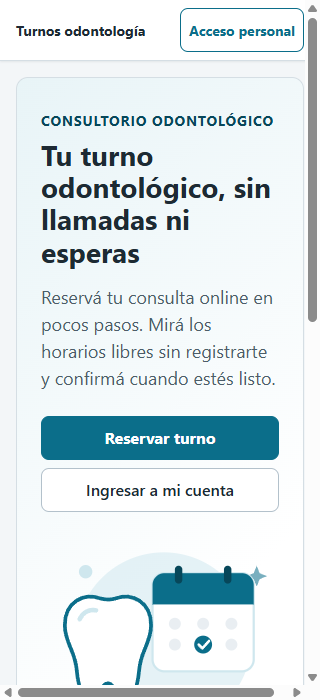 Turnos odontología
Acceso personal
CONSULTORIO ODONTOLÓGICO
Tu turno
odontológico, sin
llamadas ni
esperas
Reservá tu consulta online en
pocos pasos. Mirá los
horarios libres sin registrarte
y confirmá cuando estés listo.
Reservar turno
Ingresar a mi cuenta